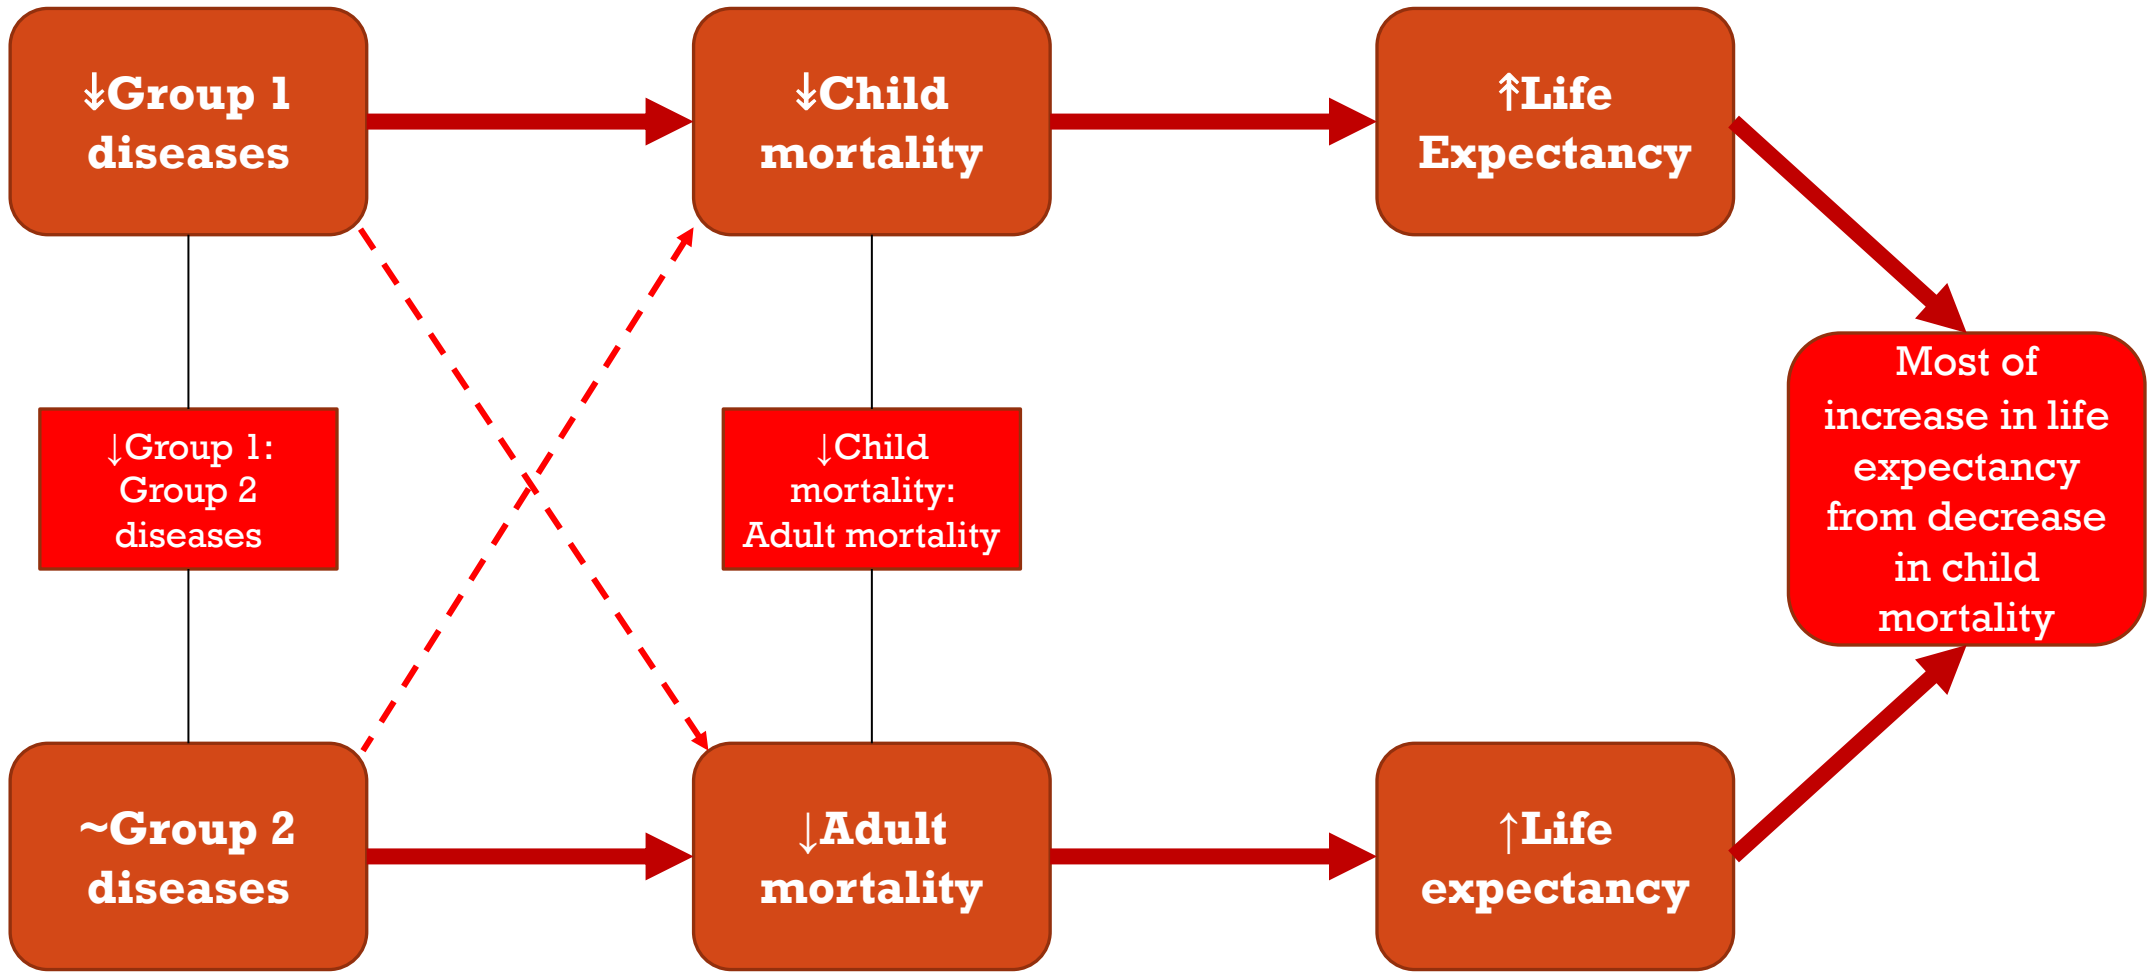 ↡Group 1
diseases
↡Child
mortality
↟Life
Expectancy
↓Group 1:
Group 2
diseases
↓Child
mortality:
Adult mortality
Most of
increase in life
expectancy
from decrease
in child
mortality
~Group 2
diseases
↓Adult
mortality
↑Life
expectancy